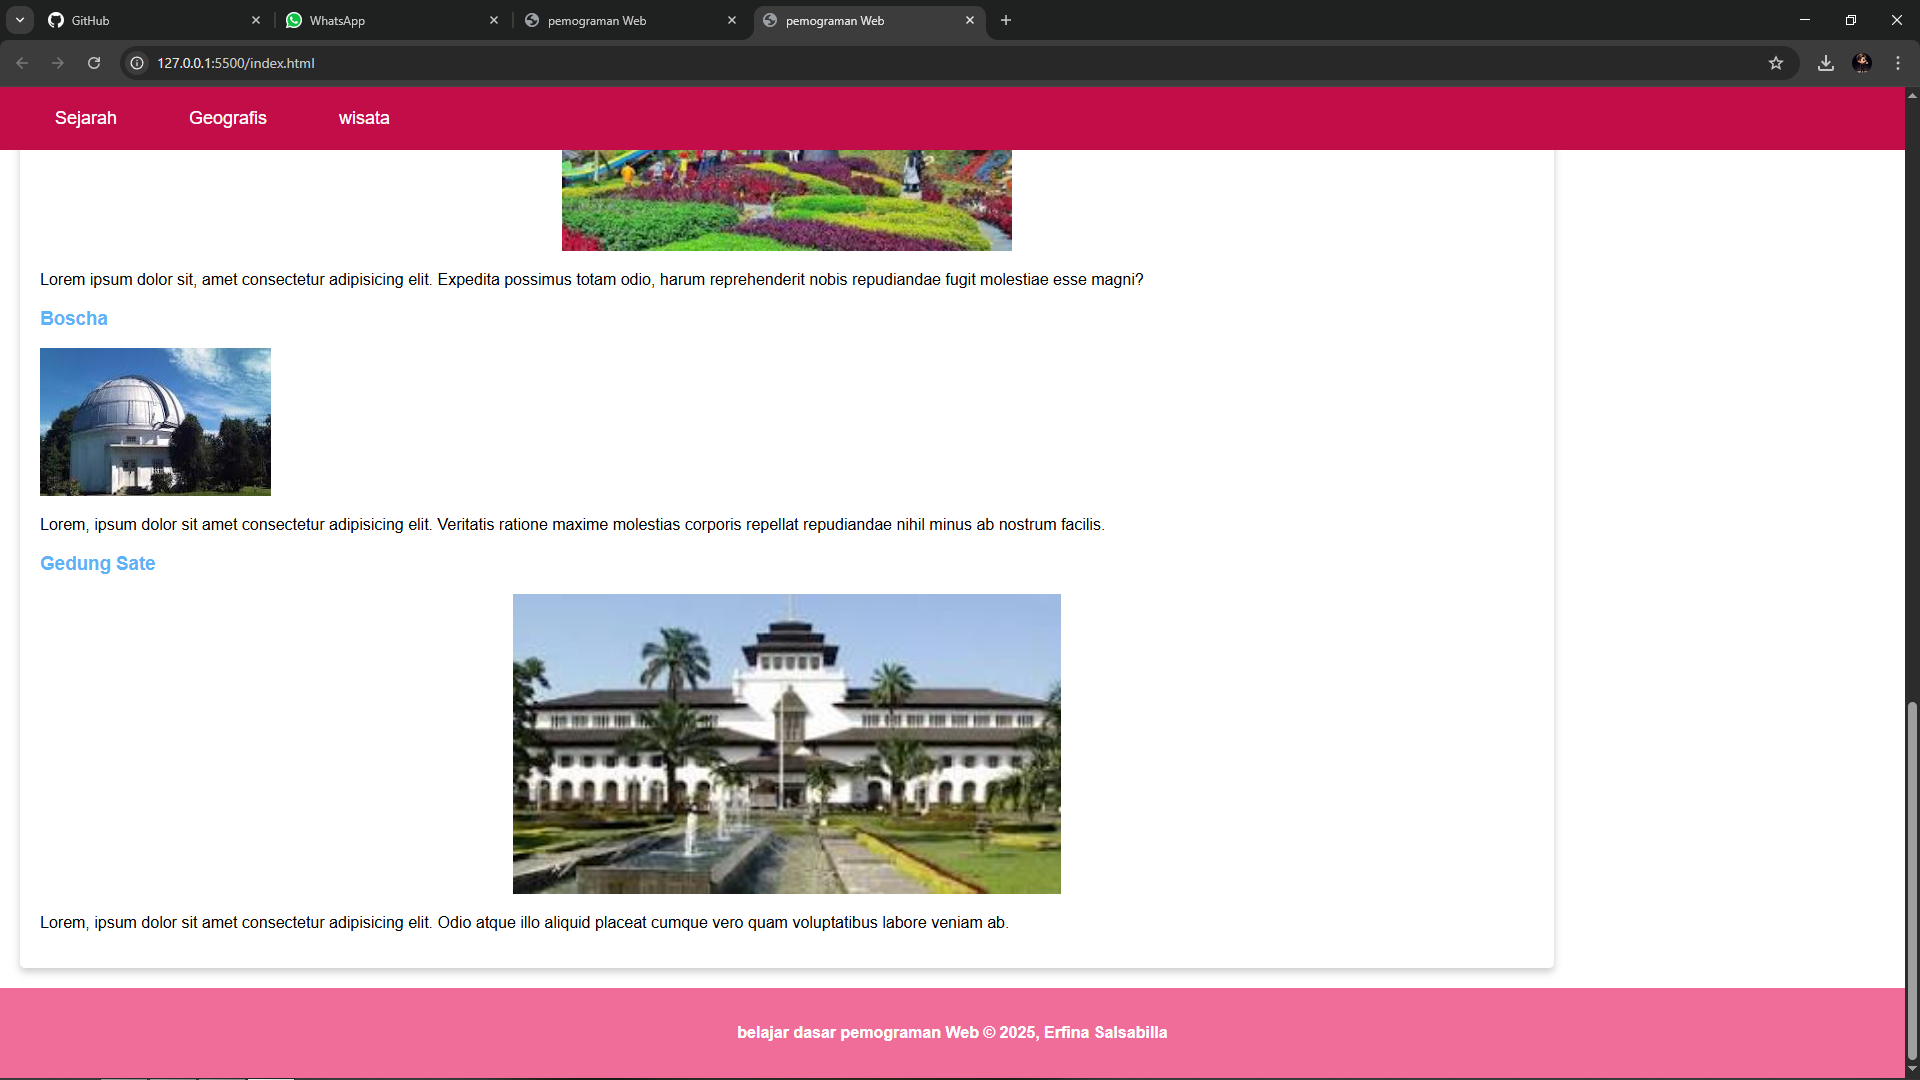 GitHub
WhatsApp
pemograman Web
pemograman Web
127.0.0.1:5500/index.html
Sejarah
Geografis
wisata
Lorem ipsum dolor sit, amet consectetur adipisicing elit. Expedita possimus totam odio, harum reprehenderit nobis repudiandae fugit molestiae esse magni?
Boscha
Lorem, ipsum dolor sit amet consectetur adipisicing elit. Veritatis ratione maxime molestias corporis repellat repudiandae nihil minus ab nostrum facilis.
Gedung Sate
Lorem, ipsum dolor sit amet consectetur adipisicing elit. Odio atque illo aliquid placeat cumque vero quam voluptatibus labore veniam ab.
belajar dasar pemograman Web © 2025, Erfina Salsabilla